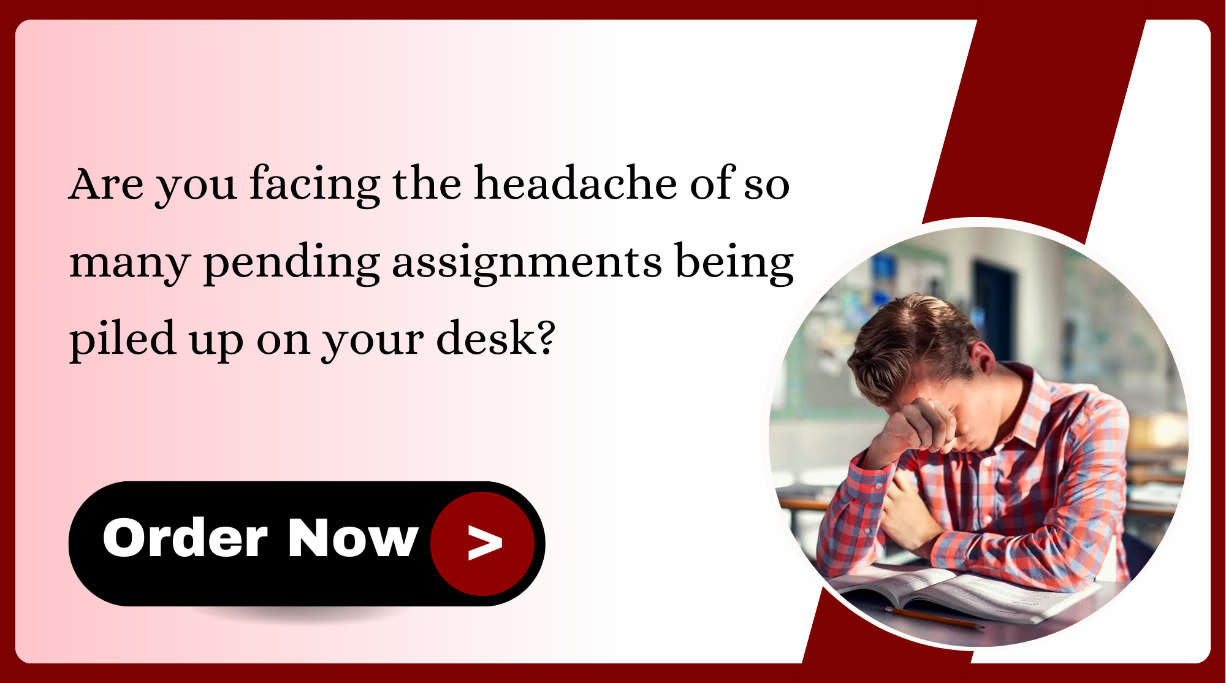 Are you facing the headache of so
many pending assignments being
piled up on your desk?
Order Now >